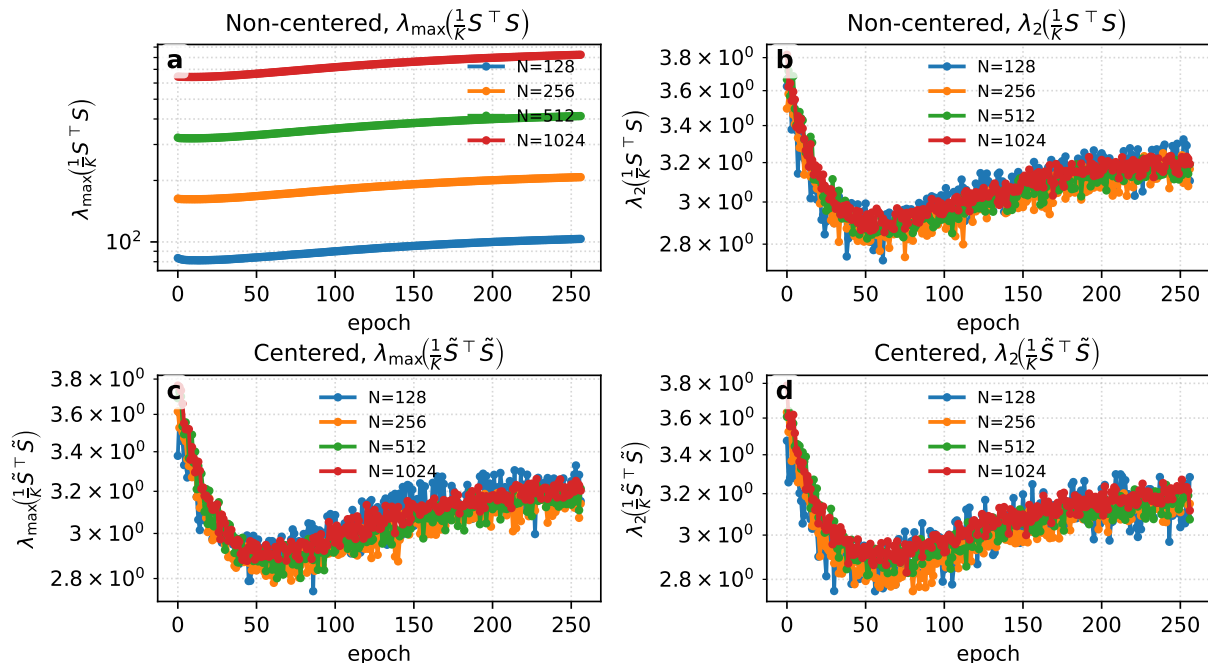 Non-centered, λmax(1/K S⊤S)
a
N=128
N=256
N=512
N=1024
λmax(1/K S⊤S)
10²
0 50 100 150 200 250
epoch
Non-centered, λ2(1/K S⊤S)
b
N=128
N=256
N=512
N=1024
λ2(1/K S⊤S)
3.8 × 10⁰
3.6 × 10⁰
3.4 × 10⁰
3.2 × 10⁰
3 × 10⁰
2.8 × 10⁰
0 50 100 150 200 250
epoch
Centered, λmax(1/K S̃⊤S̃)
c
N=128
N=256
N=512
N=1024
λmax(1/K S̃⊤S̃)
3.8 × 10⁰
3.6 × 10⁰
3.4 × 10⁰
3.2 × 10⁰
3 × 10⁰
2.8 × 10⁰
0 50 100 150 200 250
epoch
Centered, λ2(1/K S̃⊤S̃)
d
N=128
N=256
N=512
N=1024
λ2(1/K S̃⊤S̃)
3.8 × 10⁰
3.6 × 10⁰
3.4 × 10⁰
3.2 × 10⁰
3 × 10⁰
2.8 × 10⁰
0 50 100 150 200 250
epoch